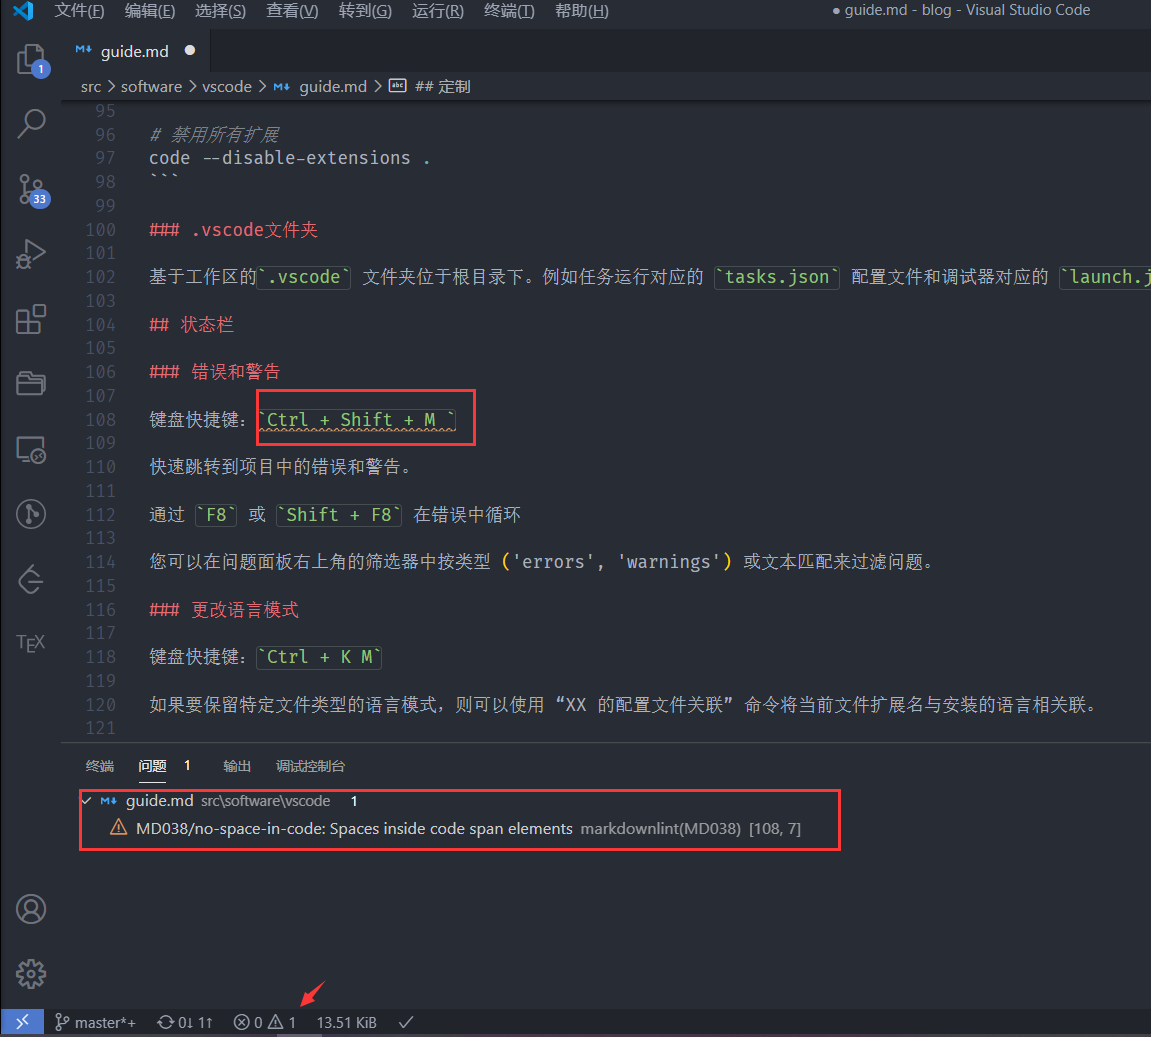 文件(F) 编辑(E) 选择(S) 查看(V) 转到(G) 运行(R) 终端(T) 帮助(H) ● guide.md - blog - Visual Studio Code
guide.md ●
src > software > vscode > guide.md > abc ## 定制
1
33
TEX
95
96 # 禁用所有扩展
97 code --disable-extensions .
98 ```
99
100 ### .vscode文件夹
101
102 基于工作区的`.vscode` 文件夹位于根目录下。例如任务运行对应的 `tasks.json` 配置文件和调试器对应的 `launch.j
103
104 ## 状态栏
105
106 ### 错误和警告
107
108 键盘快捷键：`Ctrl + Shift + M `
109
110 快速跳转到项目中的错误和警告。
111
112 通过 `F8` 或 `Shift + F8` 在错误中循环
113
114 您可以在问题面板右上角的筛选器中按类型 ('errors', 'warnings') 或文本匹配来过滤问题。
115
116 ### 更改语言模式
117
118 键盘快捷键：`Ctrl + K M`
119
120 如果要保留特定文件类型的语言模式，则可以使用 “XX 的配置文件关联” 命令将当前文件扩展名与安装的语言相关联。
121
终端 问题 1 输出 调试控制台
guide.md src\software\vscode 1
MD038/no-space-in-code: Spaces inside code span elements markdownlint(MD038) [108, 7]
master*+ 0↓ 1↑ 0 1 13.51 KiB